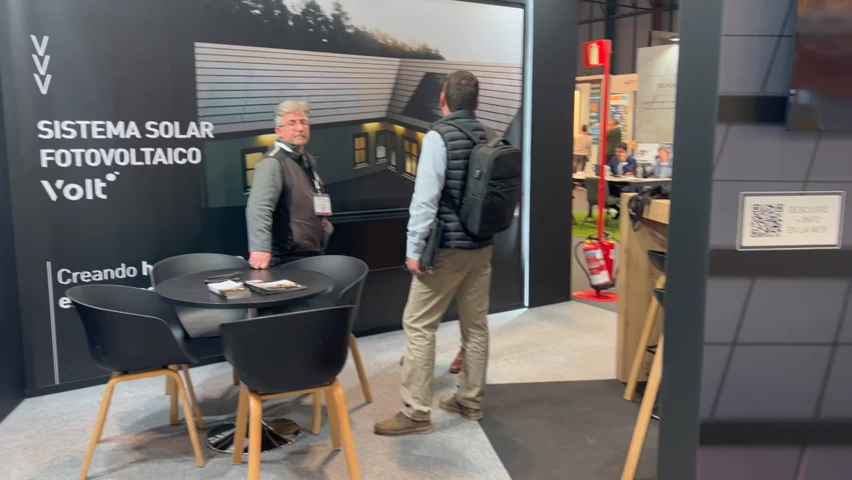 SISTEMA SOLAR
FOTOVOLTAICO
Volt
Creando h
e
DESCUBRE
+INFO
EN LA WEB